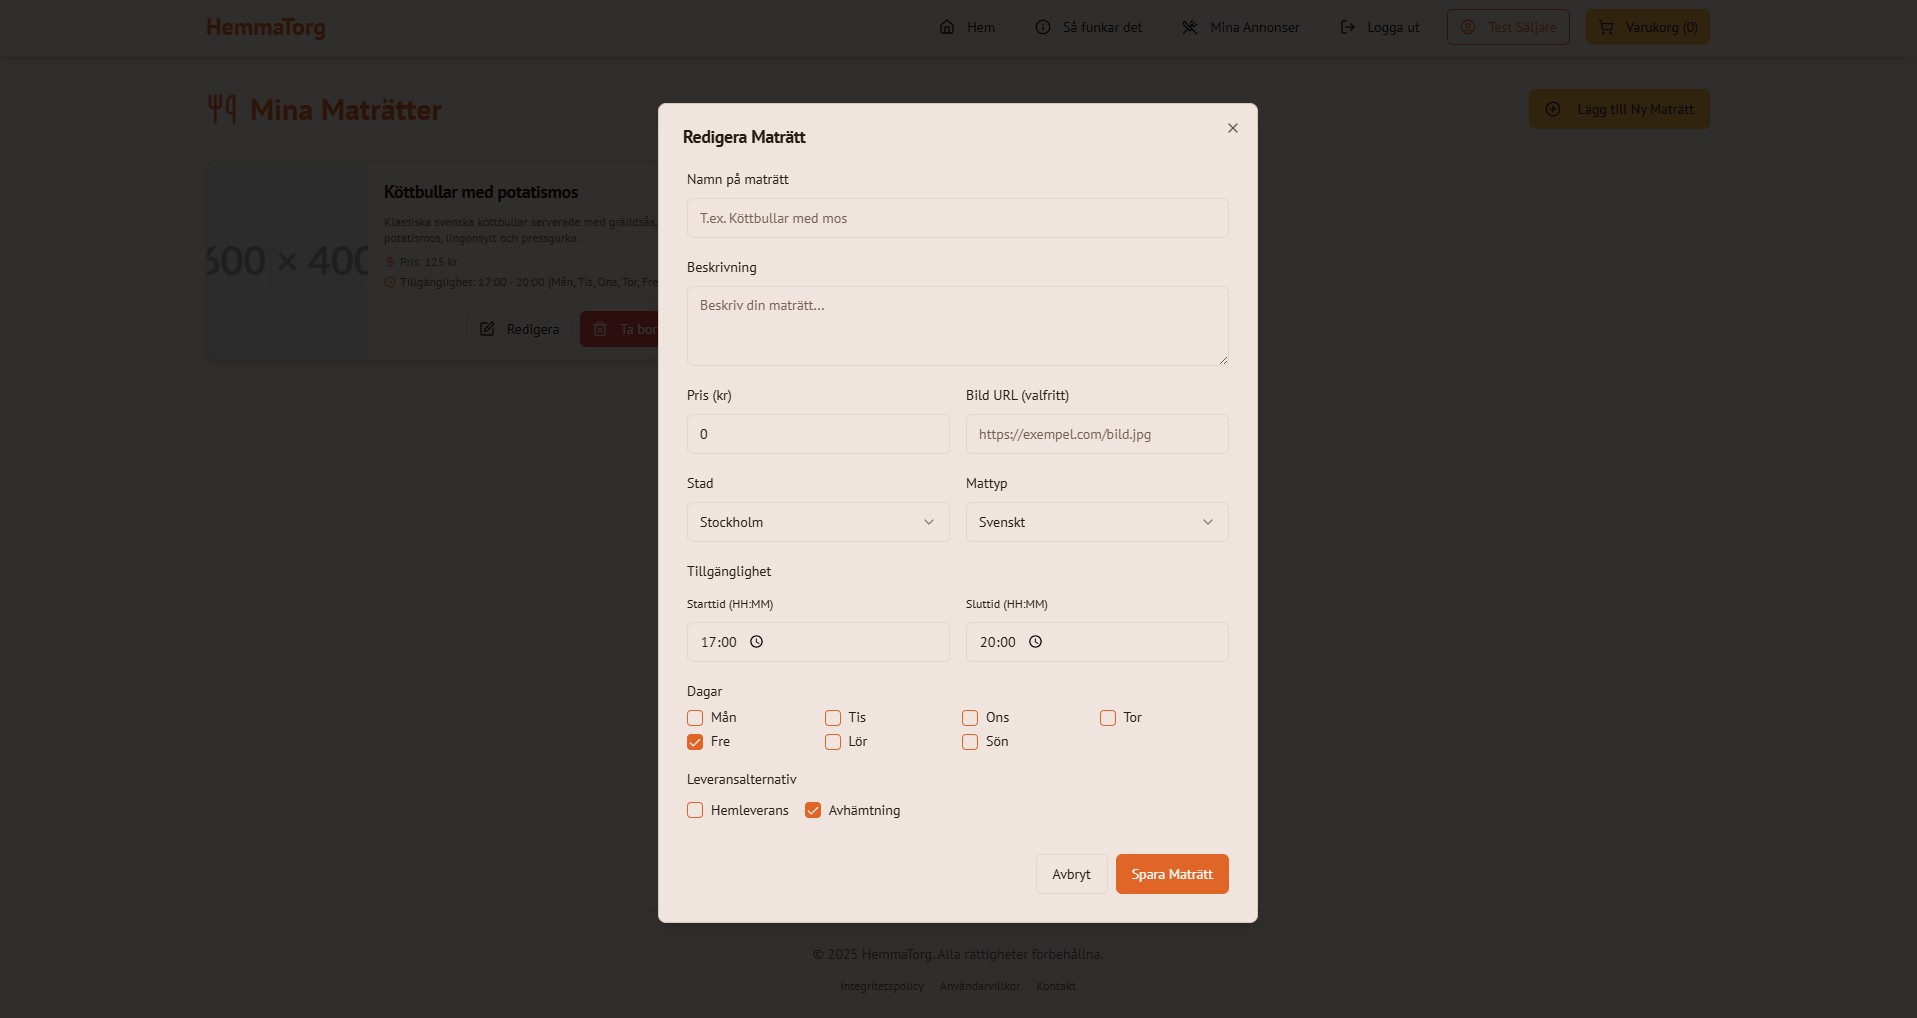 HemmaTorg
Hem
Så funkar det
Mina Annonser
Logga ut
Test Säljare
Varukorg (0)
Mina Maträtter
Lägg till Ny Maträtt
600 × 400
Köttbullar med potatismos
Klassiska svenska köttbullar serverade med gräddsås,
potatismos, lingonsylt och pressgurka.
Pris: 125 kr
Tillgänglighet: 17:00 - 20:00 (Mån, Tis, Ons, Tor, Fre
Redigera
Ta bor
Redigera Maträtt
Namn på maträtt
T.ex. Köttbullar med mos
Beskrivning
Beskriv din maträtt...
Pris (kr)
Bild URL (valfritt)
0
https://exempel.com/bild.jpg
Stad
Mattyp
Stockholm
Svenskt
Tillgänglighet
Starttid (HH:MM)
Sluttid (HH:MM)
17:00
20:00
Dagar
Mån
Tis
Ons
Tor
Fre
Lör
Sön
Leveransalternativ
Hemleverans
Avhämtning
Avbryt
Spara Maträtt
© 2025 HemmaTorg. Alla rättigheter förbehållna.
Integritetspolicy
Användarvillkor
Kontakt